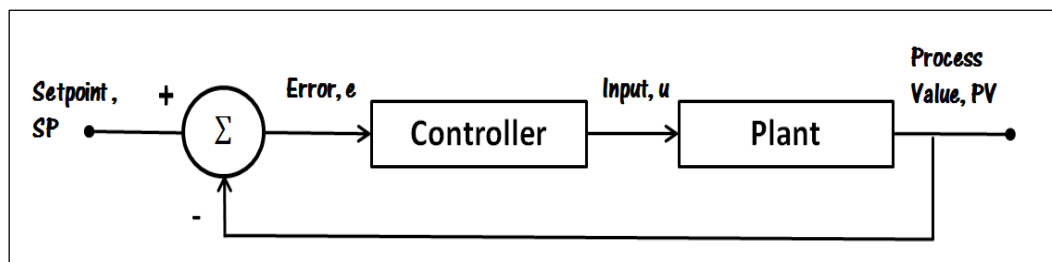 Setpoint,
SP
+
Σ
-
Error, e
Controller
Input, u
Plant
Process
Value, PV